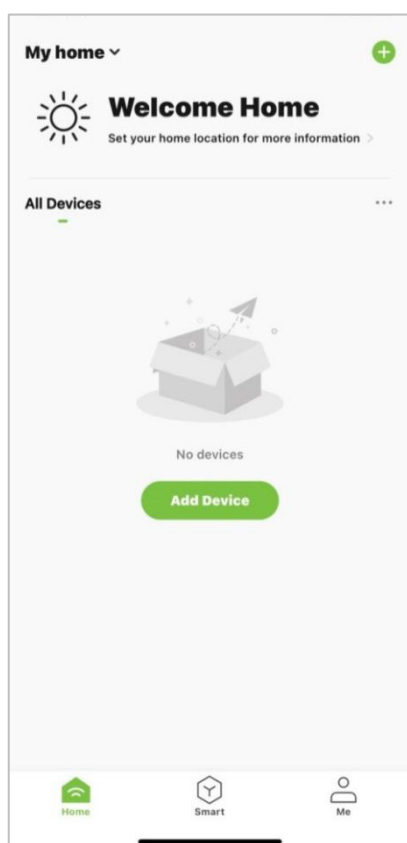 My home
Welcome Home
Set your home location for more information
All Devices
No devices
Add Device
Home
Smart
Me